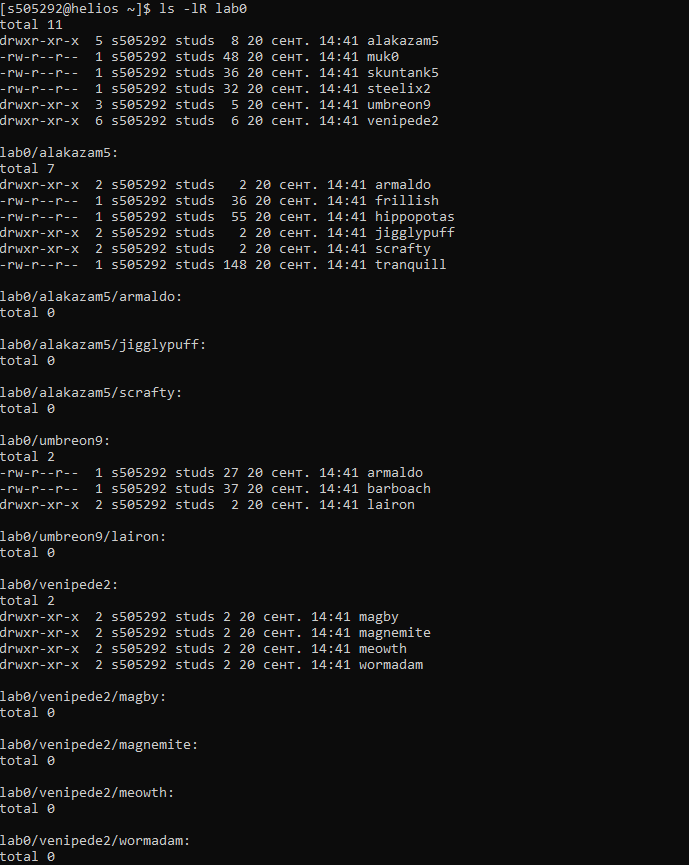 [s505292@helios ~]$ ls -lR lab0
total 11
drwxr-xr-x  5 s505292 studs  8 20 сент. 14:41 alakazam5
-rw-r--r--  1 s505292 studs 48 20 сент. 14:41 muk0
-rw-r--r--  1 s505292 studs 36 20 сент. 14:41 skuntank5
-rw-r--r--  1 s505292 studs 32 20 сент. 14:41 steelix2
drwxr-xr-x  3 s505292 studs  5 20 сент. 14:41 umbreon9
drwxr-xr-x  6 s505292 studs  6 20 сент. 14:41 venipede2

lab0/alakazam5:
total 7
drwxr-xr-x  2 s505292 studs   2 20 сент. 14:41 armaldo
-rw-r--r--  1 s505292 studs  36 20 сент. 14:41 frillish
-rw-r--r--  1 s505292 studs  55 20 сент. 14:41 hippopotas
drwxr-xr-x  2 s505292 studs   2 20 сент. 14:41 jigglypuff
drwxr-xr-x  2 s505292 studs   2 20 сент. 14:41 scrafty
-rw-r--r--  1 s505292 studs 148 20 сент. 14:41 tranquill

lab0/alakazam5/armaldo:
total 0

lab0/alakazam5/jigglypuff:
total 0

lab0/alakazam5/scrafty:
total 0

lab0/umbreon9:
total 2
-rw-r--r--  1 s505292 studs 27 20 сент. 14:41 armaldo
-rw-r--r--  1 s505292 studs 37 20 сент. 14:41 barboach
drwxr-xr-x  2 s505292 studs  2 20 сент. 14:41 lairon

lab0/umbreon9/lairon:
total 0

lab0/venipede2:
total 2
drwxr-xr-x  2 s505292 studs 2 20 сент. 14:41 magby
drwxr-xr-x  2 s505292 studs 2 20 сент. 14:41 magnemite
drwxr-xr-x  2 s505292 studs 2 20 сент. 14:41 meowth
drwxr-xr-x  2 s505292 studs 2 20 сент. 14:41 wormadam

lab0/venipede2/magby:
total 0

lab0/venipede2/magnemite:
total 0

lab0/venipede2/meowth:
total 0

lab0/venipede2/wormadam:
total 0